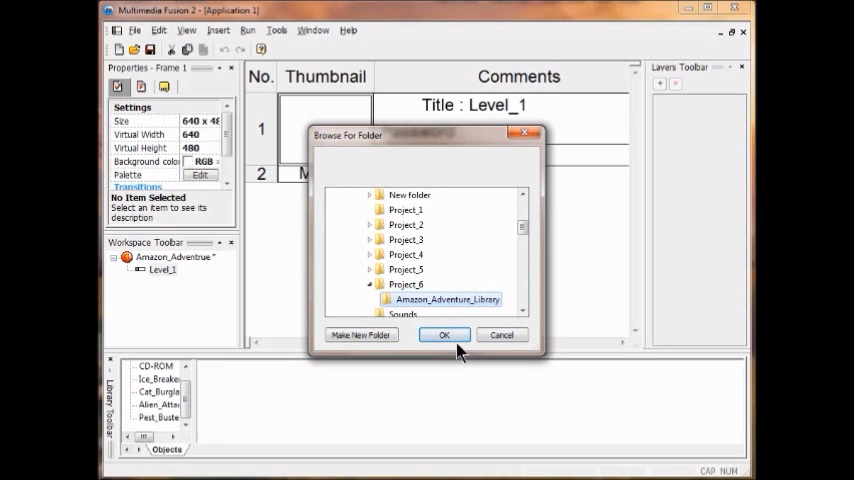 Multimedia Fusion 2 - [Application 1]
File Edit View Insert Run Tools Window Help
Properties - Frame 1
Settings
Size 640 x 48
Virtual Width 640
Virtual Height 480
Background colo RGB
Palette Edit
Transitions
No Item Selected
Select an item to see its
description
Workspace Toolbar
Amazon_Adventrue *
Level_1
No. Thumbnail Comments
1 Title : Level_1
2 M
Layers Toolbar
Browse For Folder
New folder
Project_1
Project_2
Project_3
Project_4
Project_5
Project_6
Amazon_Adventure_Library
Sounds
Make New Folder OK Cancel
Library Toolbar
CD-ROM
Ice_Breake
Cat_Burgla
Alien_Atta
Pest_Buste
Objects
CAP NUM